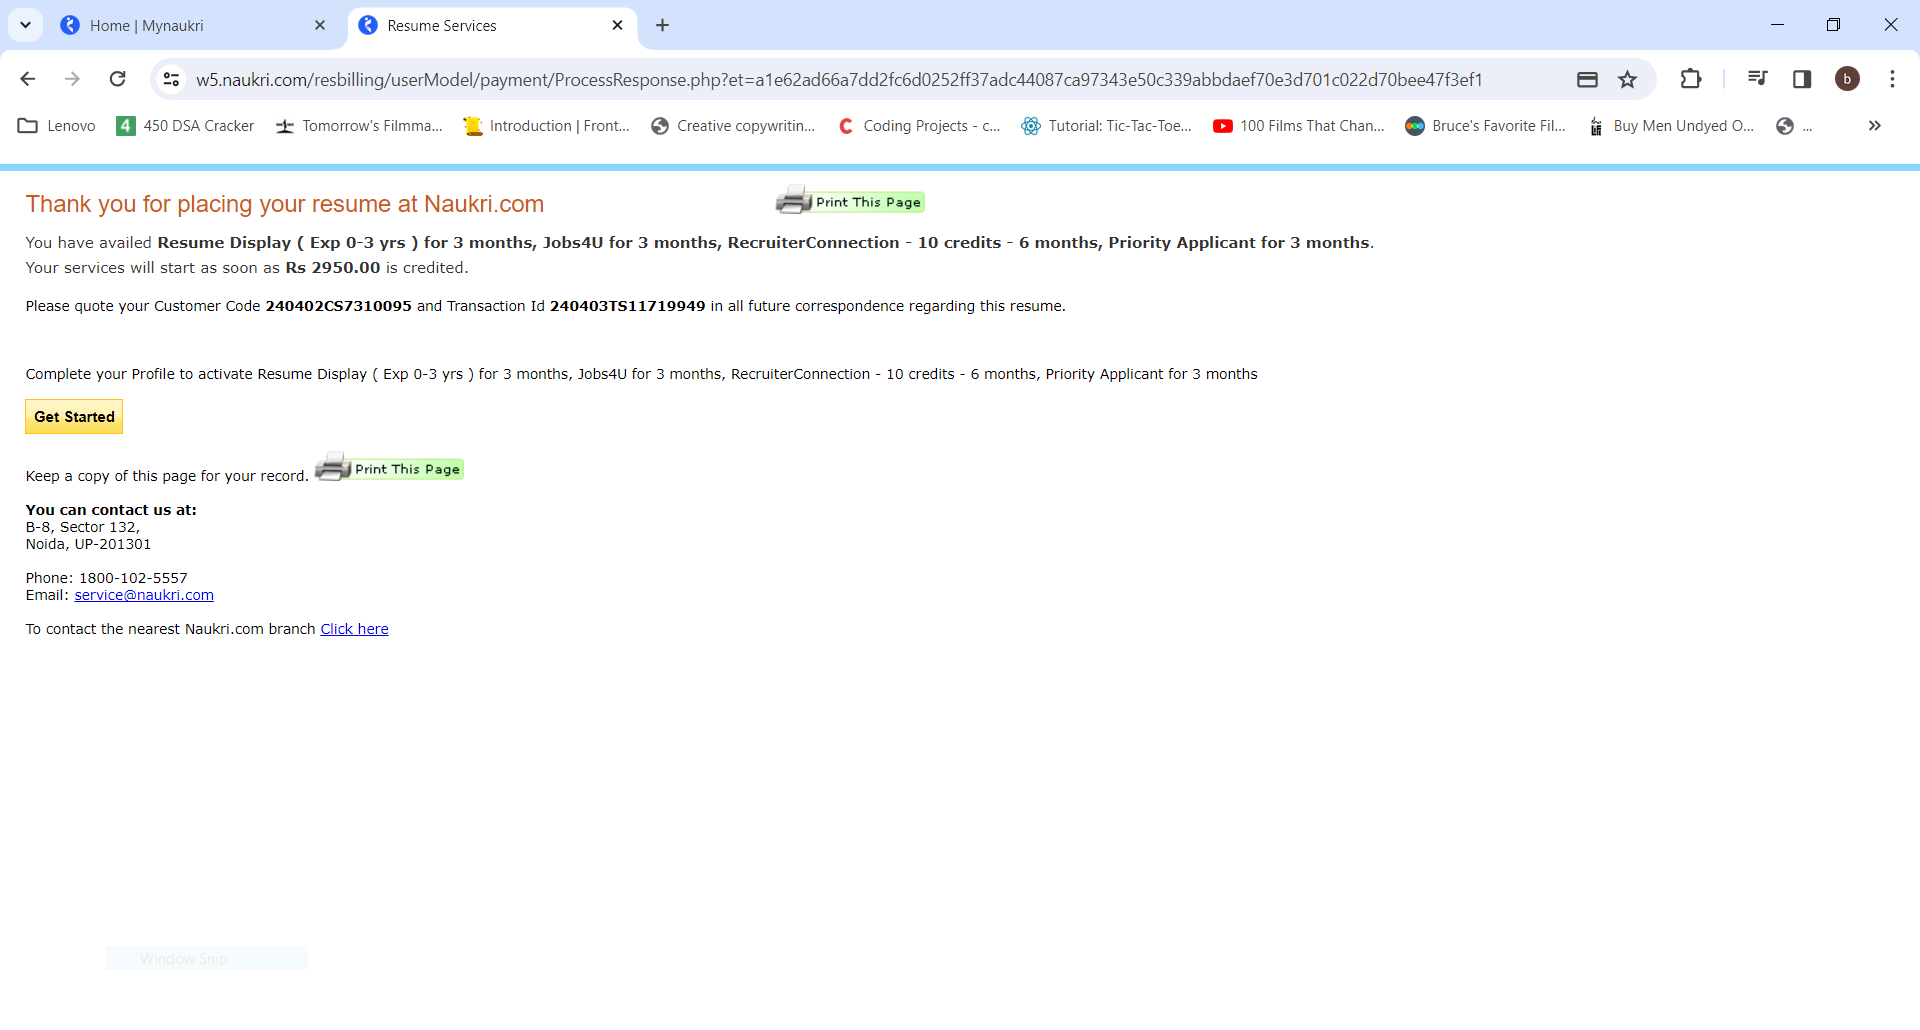 Home | Mynaukri
Resume Services
w5.naukri.com/resbilling/userModel/payment/ProcessResponse.php?et=a1e62ad66a7dd2fc6d0252ff37adc44087ca97343e50c339abbdaef70e3d701c022d70bee47f3ef1
b
Lenovo
4 450 DSA Cracker
Tomorrow's Filmma...
Introduction | Front...
Creative copywritin...
Coding Projects - c...
Tutorial: Tic-Tac-Toe...
100 Films That Chan...
Bruce's Favorite Fil...
Buy Men Undyed O...
...
Thank you for placing your resume at Naukri.com
Print This Page
You have availed Resume Display ( Exp 0-3 yrs ) for 3 months, Jobs4U for 3 months, RecruiterConnection - 10 credits - 6 months, Priority Applicant for 3 months.
Your services will start as soon as Rs 2950.00 is credited.
Please quote your Customer Code 240402CS7310095 and Transaction Id 240403TS11719949 in all future correspondence regarding this resume.
Complete your Profile to activate Resume Display ( Exp 0-3 yrs ) for 3 months, Jobs4U for 3 months, RecruiterConnection - 10 credits - 6 months, Priority Applicant for 3 months
Get Started
Keep a copy of this page for your record. Print This Page
You can contact us at:
B-8, Sector 132,
Noida, UP-201301
Phone: 1800-102-5557
Email: service@naukri.com
To contact the nearest Naukri.com branch Click here
Window Snip